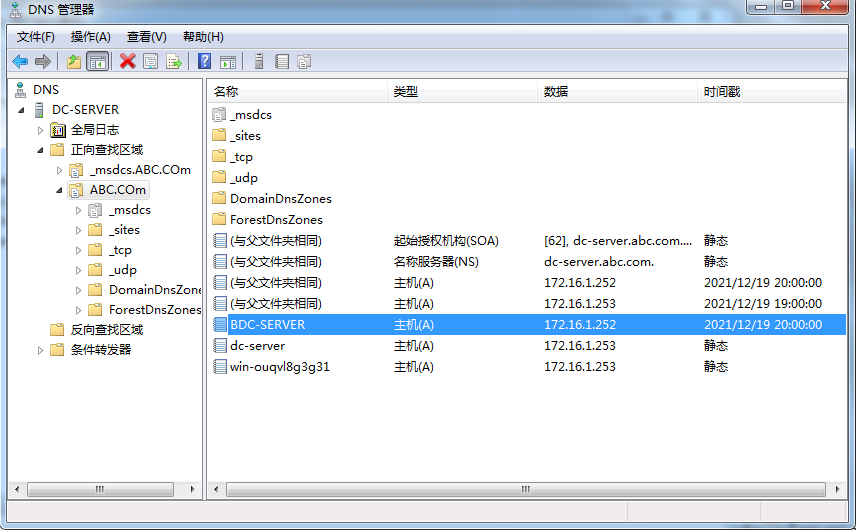 DNS 管理器
文件(F) 操作(A) 查看(V) 帮助(H)
DNS
DC-SERVER
全局日志
正向查找区域
_msdcs.ABC.COm
ABC.COm
_msdcs
_sites
_tcp
_udp
DomainDnsZone
ForestDnsZones
反向查找区域
条件转发器
名称 类型 数据 时间戳
_msdcs
_sites
_tcp
_udp
DomainDnsZones
ForestDnsZones
(与父文件夹相同) 起始授权机构(SOA) [62], dc-server.abc.com.... 静态
(与父文件夹相同) 名称服务器(NS) dc-server.abc.com. 静态
(与父文件夹相同) 主机(A) 172.16.1.252 2021/12/19 20:00:00
(与父文件夹相同) 主机(A) 172.16.1.253 2021/12/19 19:00:00
BDC-SERVER 主机(A) 172.16.1.252 2021/12/19 20:00:00
dc-server 主机(A) 172.16.1.253 静态
win-ouqvl8g3g31 主机(A) 172.16.1.253 静态